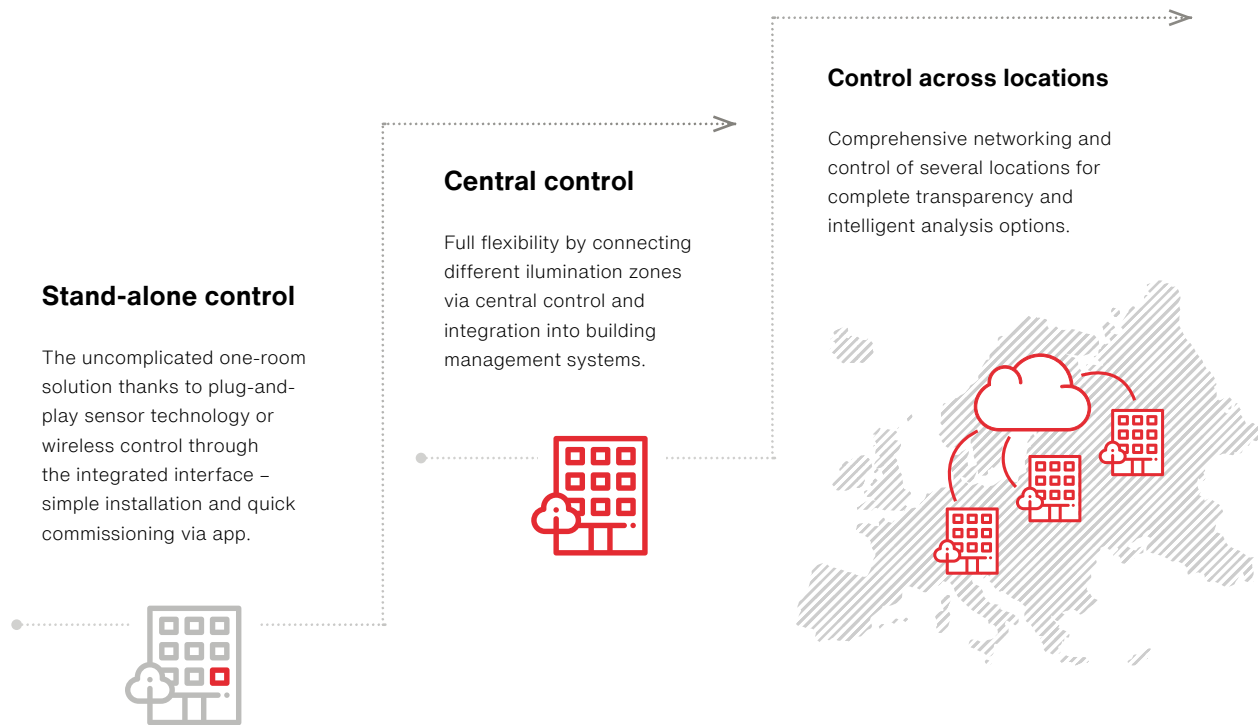 Stand-alone control
The uncomplicated one-room
solution thanks to plug-and-
play sensor technology or
wireless control through
the integrated interface –
simple installation and quick
commissioning via app.
Central control
Full flexibility by connecting
different ilumination zones
via central control and
integration into building
management systems.
Control across locations
Comprehensive networking and
control of several locations for
complete transparency and
intelligent analysis options.